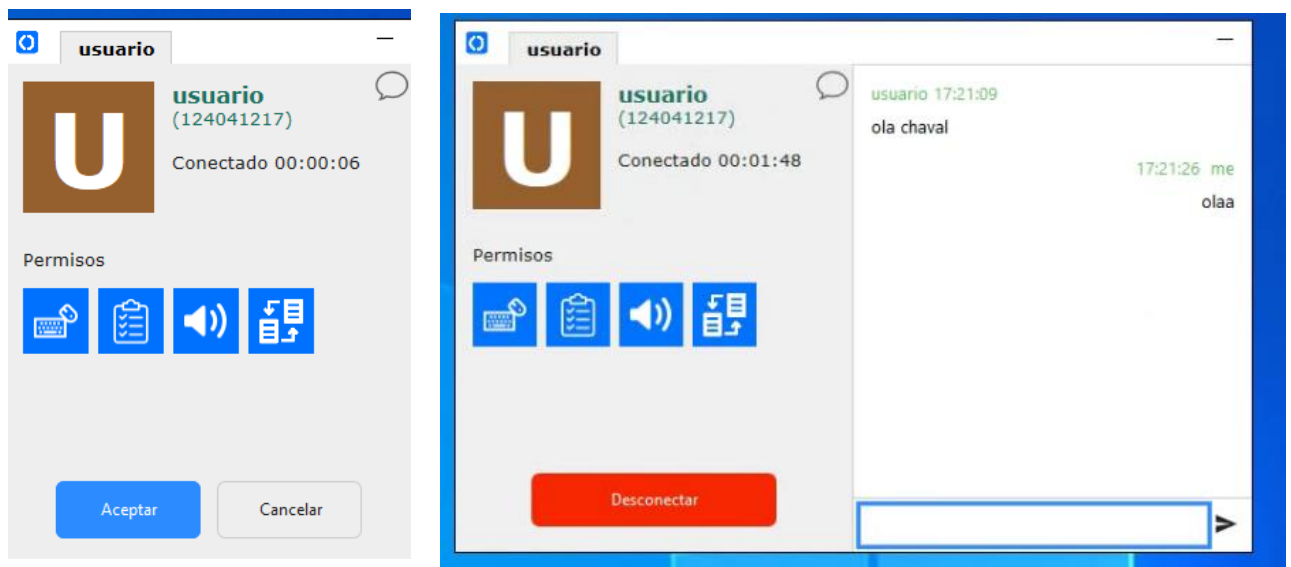 usuario
U
usuario
(124041217)
Conectado 00:00:06
Permisos
Aceptar
Cancelar
usuario
U
usuario
(124041217)
Conectado 00:01:48
Permisos
Desconectar
usuario 17:21:09
ola chaval
17:21:26 me
olaa